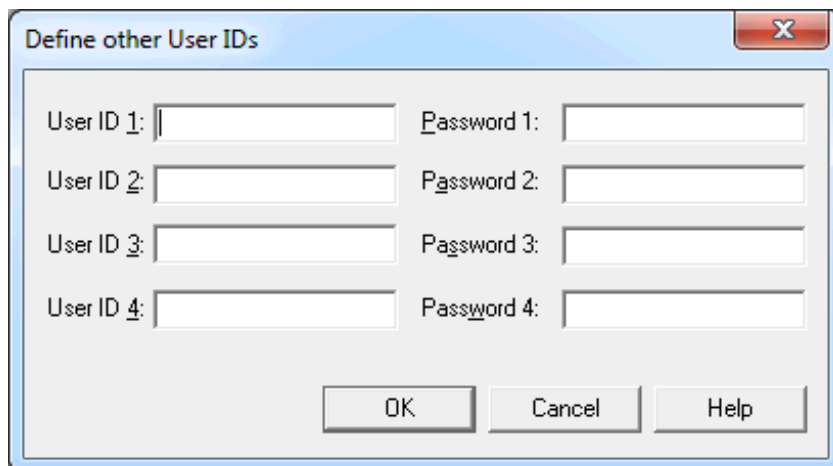 Define other User IDs
User ID 1: Password 1:
User ID 2: Password 2:
User ID 3: Password 3:
User ID 4: Password 4:
OK Cancel Help